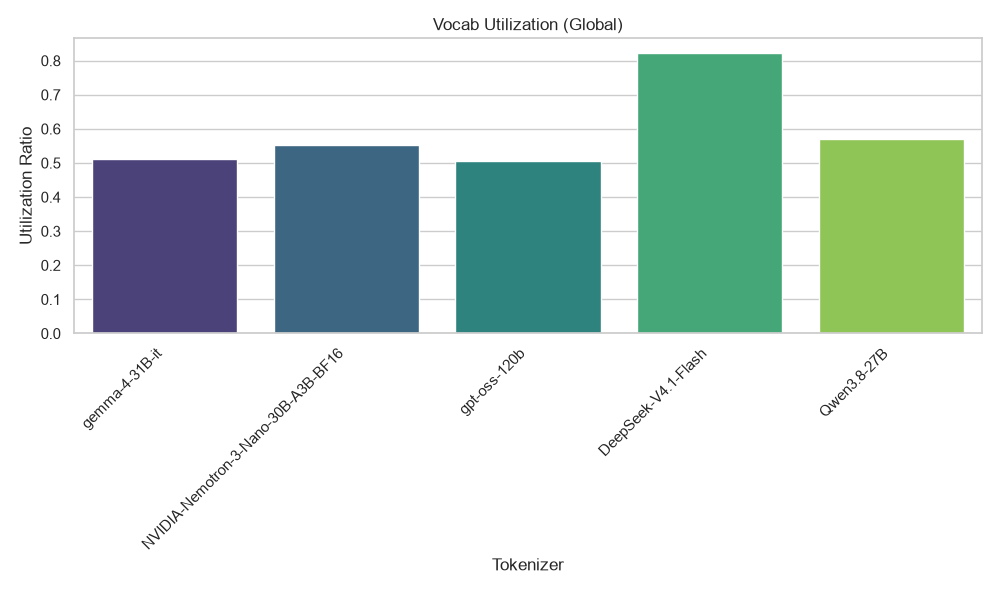 Vocab Utilization (Global)
Utilization Ratio
0.8
0.7
0.6
0.5
0.4
0.3
0.2
0.1
0.0
gemma-4-31B-it
NVIDIA-Nemotron-3-Nano-30B-A3B-BF16
gpt-oss-120b
DeepSeek-V4.1-Flash
Qwen3.8-27B
Tokenizer